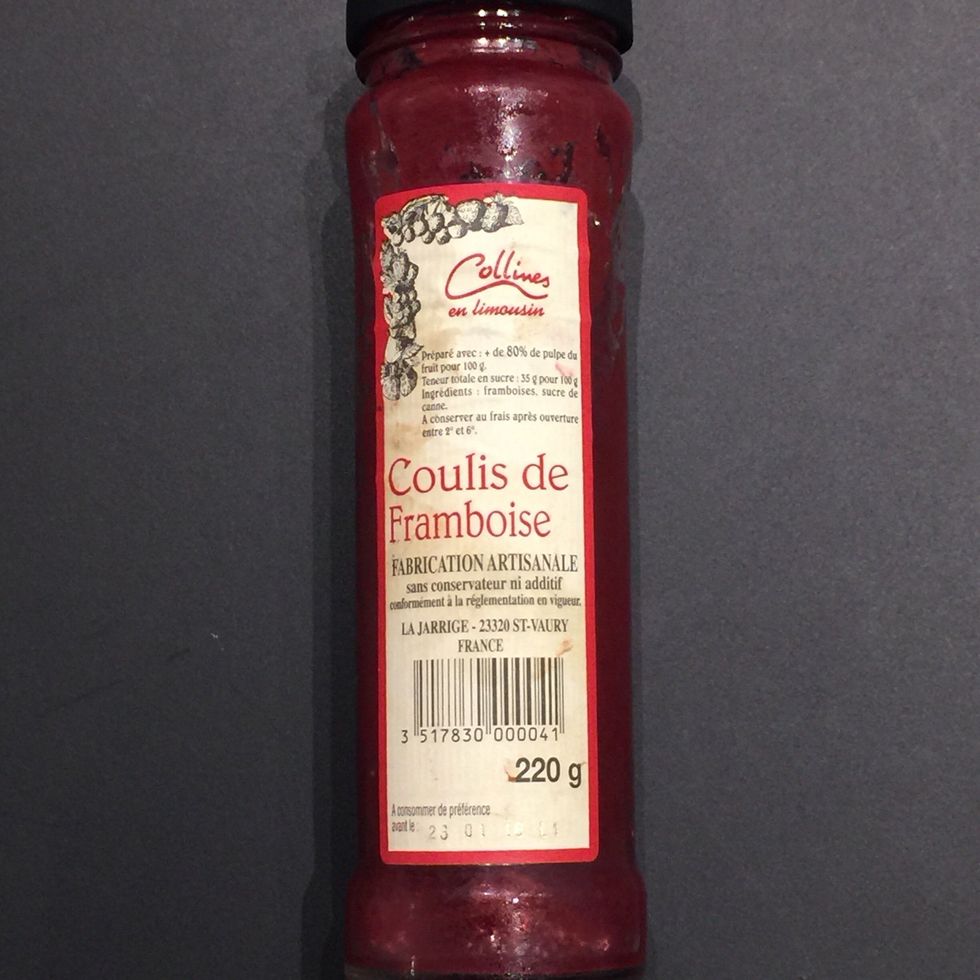 Collines
en limousin
Préparé avec : + de 80% de pulpe du
fruit pour 100 g.
Teneur totale en sucre : 35 g pour 100 g
Ingrédients : framboises, sucre de
canne.
A conserver au frais après ouverture
entre 2° et 6°.
Coulis de
Framboise
FABRICATION ARTISANALE
sans conservateur ni additif
conformément à la réglementation en vigueur.
LA JARRIGE - 23320 ST-VAURY
FRANCE
3 517830 000041
220 g
A consommer de préférence
avant le : 23 01